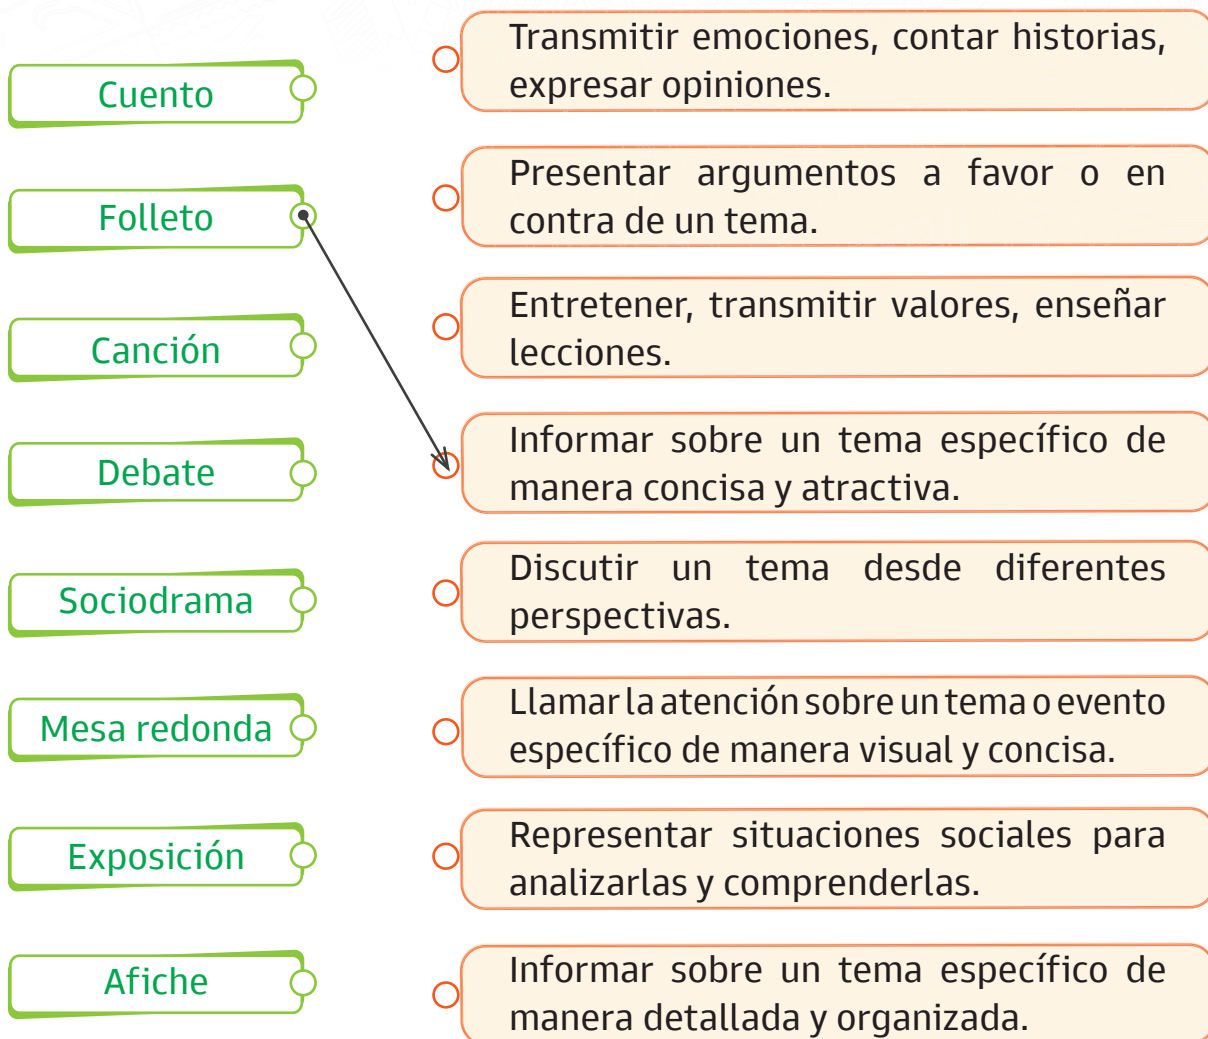 Cuento
Transmitir emociones, contar historias,
expresar opiniones.
Folleto
Presentar argumentos a favor o en
contra de un tema.
Canción
Entretener, transmitir valores, enseñar
lecciones.
Debate
Informar sobre un tema específico de
manera concisa y atractiva.
Sociodrama
Discutir un tema desde diferentes
perspectivas.
Mesa redonda
Llamar la atención sobre un tema o evento
específico de manera visual y concisa.
Exposición
Representar situaciones sociales para
analizarlas y comprenderlas.
Afiche
Informar sobre un tema específico de
manera detallada y organizada.